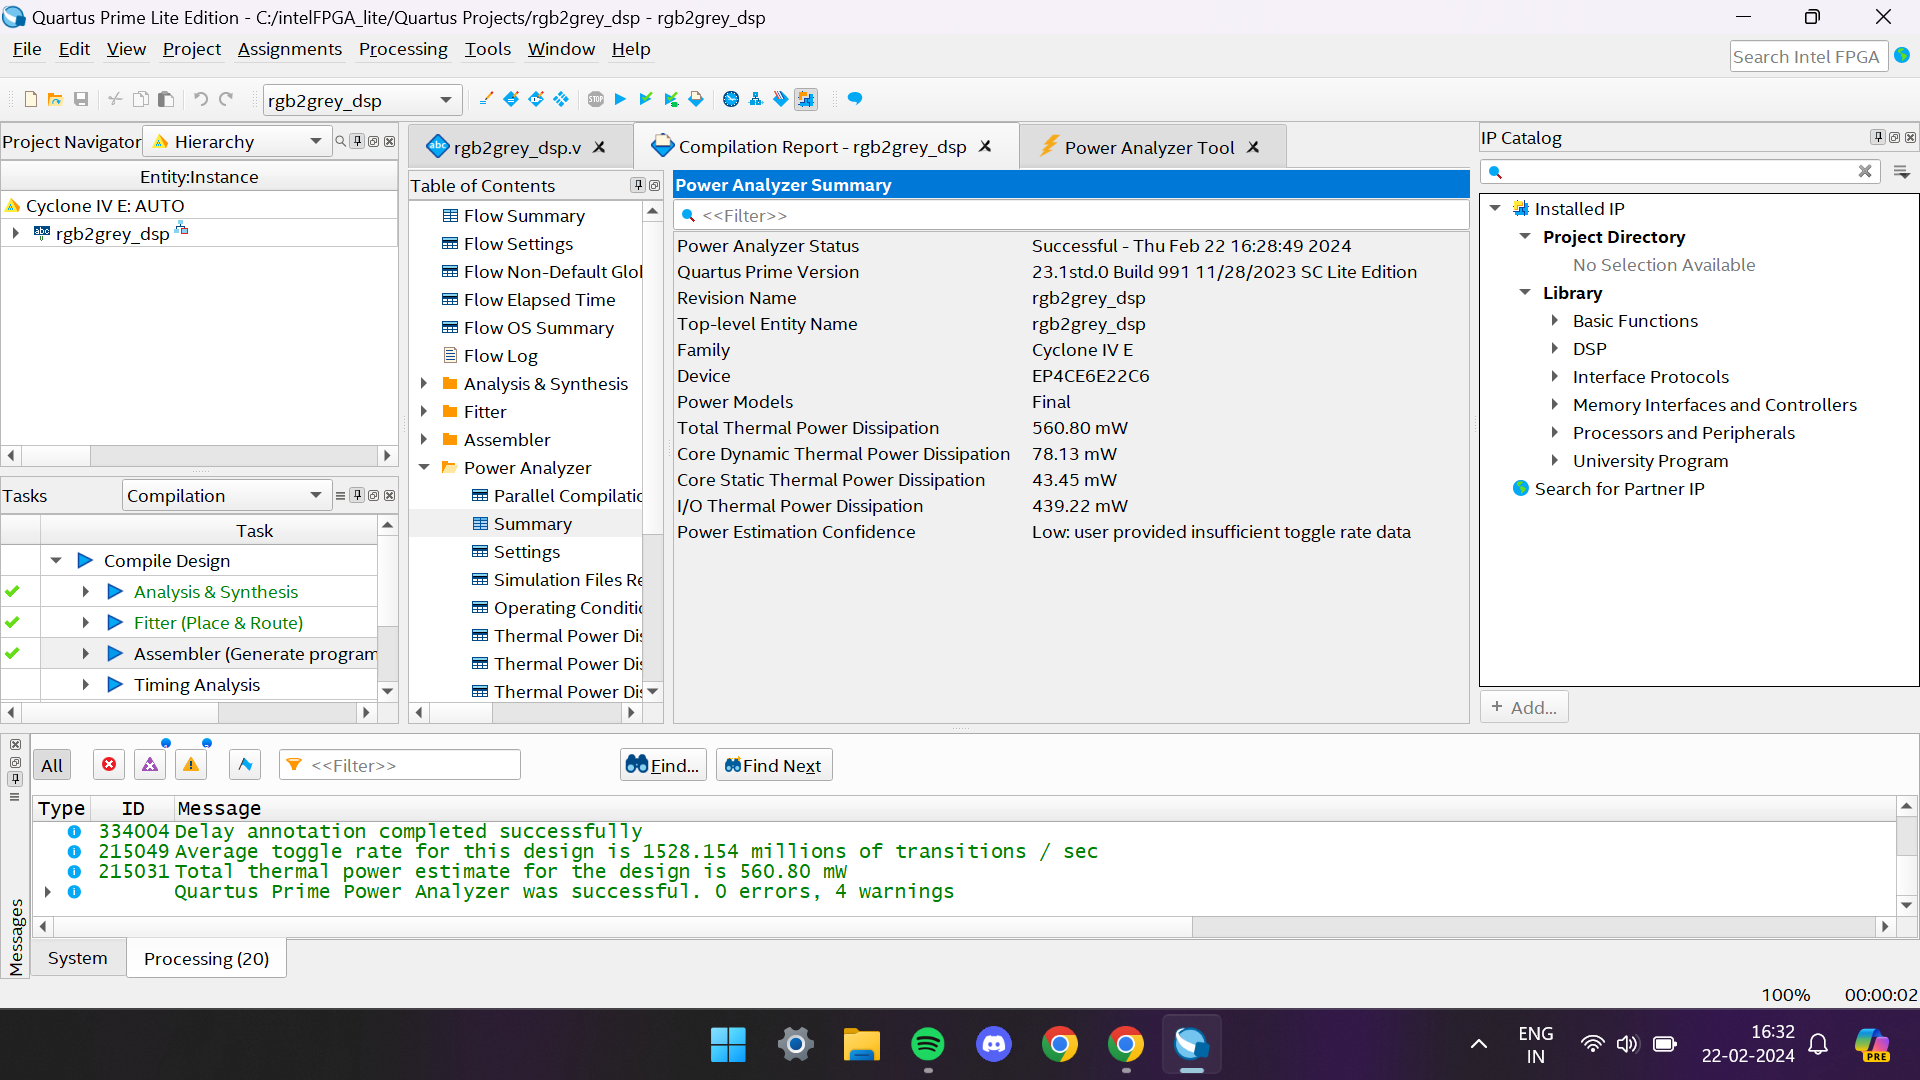 Quartus Prime Lite Edition - C:/intelFPGA_lite/Quartus Projects/rgb2grey_dsp - rgb2grey_dsp
File Edit View Project Assignments Processing Tools Window Help
Search Intel FPGA
rgb2grey_dsp
STOP
Project Navigator
Hierarchy
Entity:Instance
Cyclone IV E: AUTO
abc rgb2grey_dsp
Tasks
Compilation
Task
Compile Design
Analysis & Synthesis
Fitter (Place & Route)
Assembler (Generate program
Timing Analysis
abc rgb2grey_dsp.v
Compilation Report - rgb2grey_dsp
Power Analyzer Tool
Table of Contents
Flow Summary
Flow Settings
Flow Non-Default Glo
Flow Elapsed Time
Flow OS Summary
Flow Log
Analysis & Synthesis
Fitter
Assembler
Power Analyzer
Parallel Compilatio
Summary
Settings
Simulation Files Re
Operating Conditio
Thermal Power Dis
Thermal Power Dis
Thermal Power Dis
Power Analyzer Summary
<<Filter>>
Power Analyzer Status Successful - Thu Feb 22 16:28:49 2024
Quartus Prime Version 23.1std.0 Build 991 11/28/2023 SC Lite Edition
Revision Name rgb2grey_dsp
Top-level Entity Name rgb2grey_dsp
Family Cyclone IV E
Device EP4CE6E22C6
Power Models Final
Total Thermal Power Dissipation 560.80 mW
Core Dynamic Thermal Power Dissipation 78.13 mW
Core Static Thermal Power Dissipation 43.45 mW
I/O Thermal Power Dissipation 439.22 mW
Power Estimation Confidence Low: user provided insufficient toggle rate data
IP Catalog
Installed IP
Project Directory
No Selection Available
Library
Basic Functions
DSP
Interface Protocols
Memory Interfaces and Controllers
Processors and Peripherals
University Program
Search for Partner IP
+ Add...
Messages
All
<<Filter>>
Find...
Find Next
Type ID Message
334004 Delay annotation completed successfully
215049 Average toggle rate for this design is 1528.154 millions of transitions / sec
215031 Total thermal power estimate for the design is 560.80 mW
Quartus Prime Power Analyzer was successful. 0 errors, 4 warnings
System
Processing (20)
100% 00:00:02
ENG
IN
16:32
22-02-2024
PRE